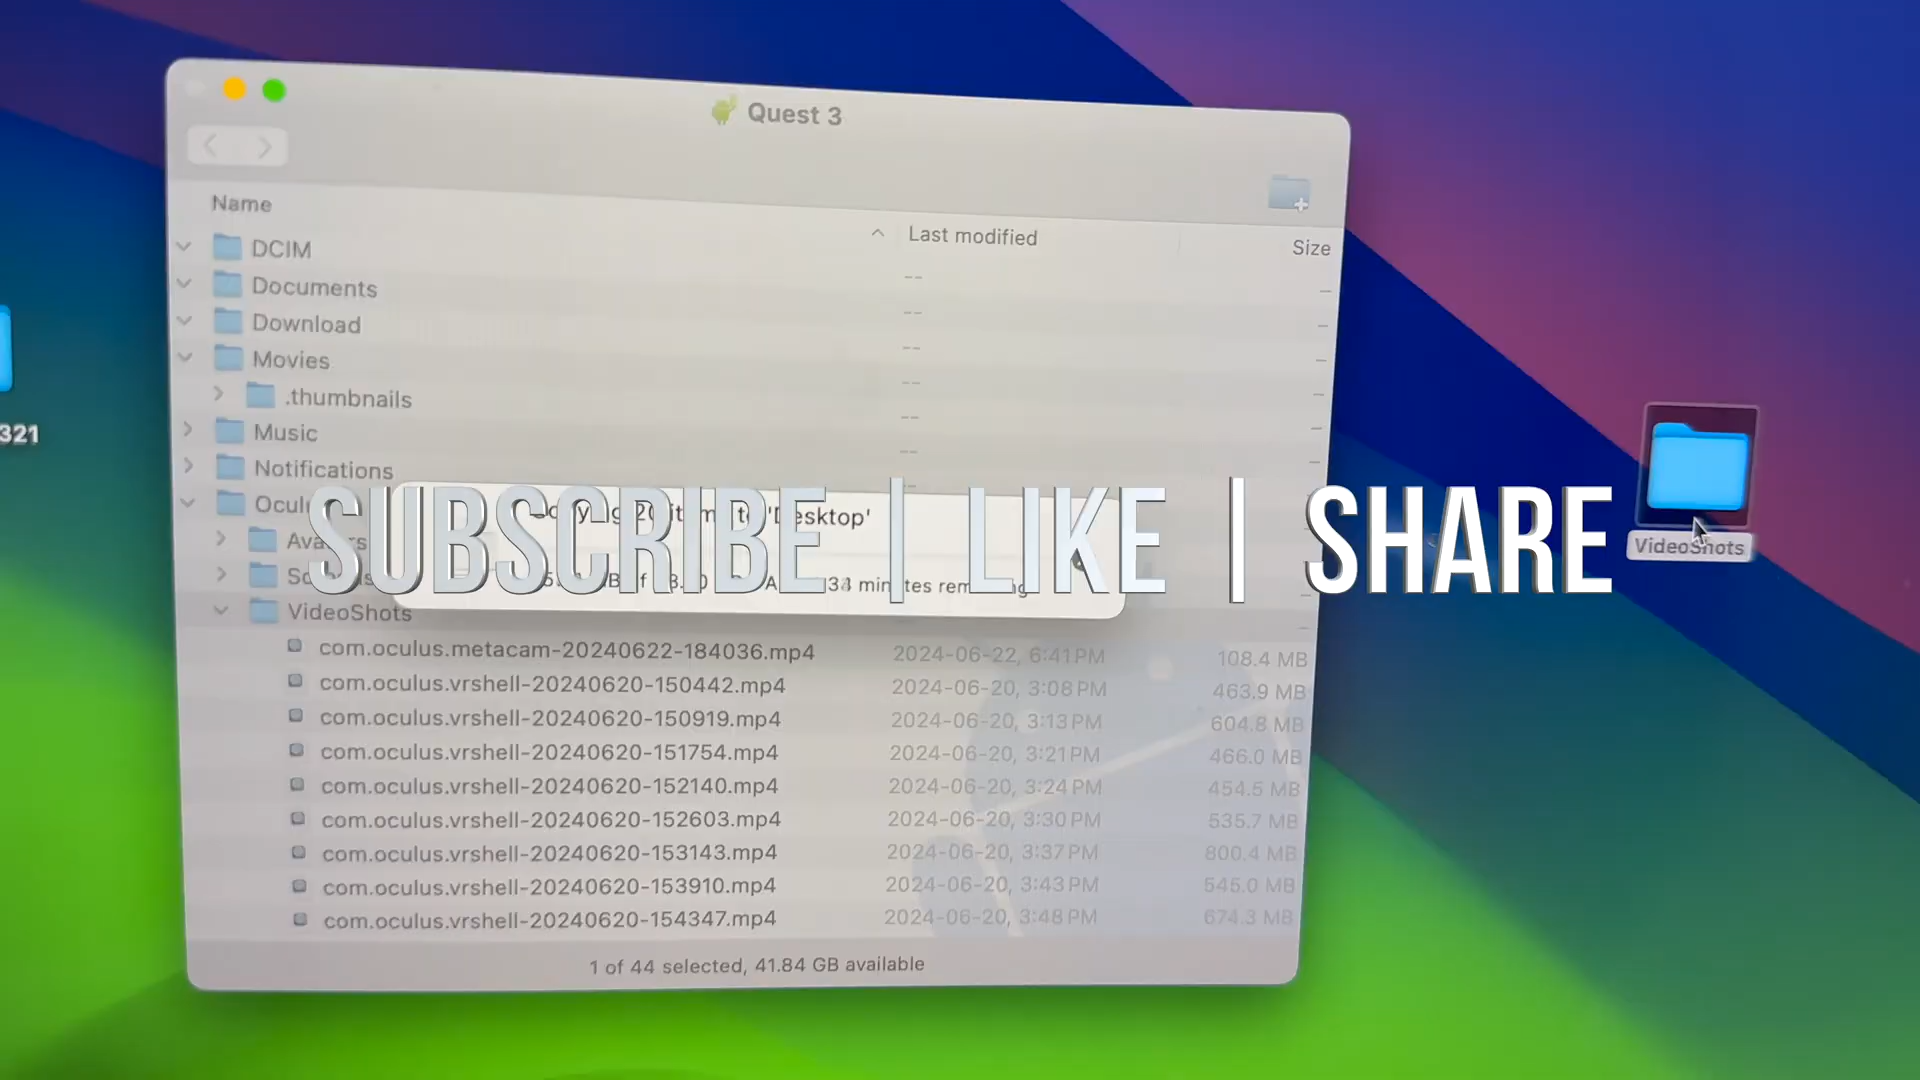 Quest 3
Name
Last modified
Size
DCIM
--
Documents
--
Download
--
Movies
--
.thumbnails
--
Music
--
Notifications
321
SUBSCRIBE | LIKE | SHARE
'Desktop'
minutes
VideoShots
VideoShots
com.oculus.metacam-20240622-184036.mp4 2024-06-22, 6:41 PM 108.4 MB
com.oculus.vrshell-20240620-150442.mp4 2024-06-20, 3:08 PM 463.9 MB
com.oculus.vrshell-20240620-150919.mp4 2024-06-20, 3:13 PM 604.8 MB
com.oculus.vrshell-20240620-151754.mp4 2024-06-20, 3:21 PM 466.0 MB
com.oculus.vrshell-20240620-152140.mp4 2024-06-20, 3:24 PM 454.5 MB
com.oculus.vrshell-20240620-152603.mp4 2024-06-20, 3:30 PM 535.7 MB
com.oculus.vrshell-20240620-153143.mp4 2024-06-20, 3:37 PM 800.4 MB
com.oculus.vrshell-20240620-153910.mp4 2024-06-20, 3:43 PM 545.0 MB
com.oculus.vrshell-20240620-154347.mp4 2024-06-20, 3:48 PM 674.3 MB
1 of 44 selected, 41.84 GB available